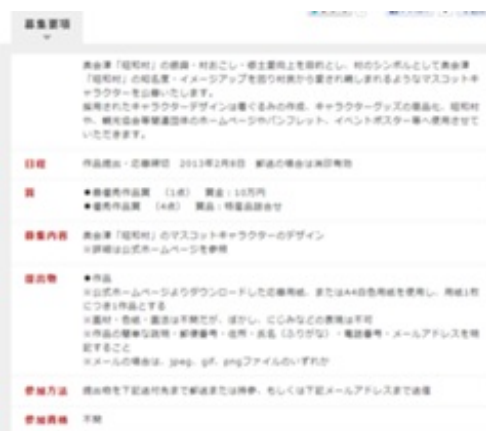 募集要項
奥会津「昭和村」の振興・村おこし・郷土愛向上を目的とし、村のシンボルとして奥会津
「昭和村」の知名度・イメージアップを図り村民から愛され親しまれるようなマスコットキ
ャラクターを公募いたします。
採用されたキャラクターデザインは着ぐるみの作成、キャラクターグッズの商品化、昭和村
や、観光協会等関連団体のホームページやパンフレット、イベントポスター等へ使用させて
いただきます。
日程 作品提出・応募締切 2013年2月8日 郵送の場合は消印有効
賞 ●最優秀作品賞 (1点) 賞金:10万円
●優秀作品賞 (4点) 賞品:特産品詰合せ
募集内容 奥会津「昭和村」のマスコットキャラクターのデザイン
※詳細は公式ホームページを参照
提出物 ●作品
※公式ホームページよりダウンロードした応募用紙、またはA4白色用紙を使用し、用紙1枚
につき1作品とする
※画材・色紙・画法は不問だが、ぼかし、にじみなどの表現は不可
※作品の簡単な説明・郵便番号・住所・氏名(ふりがな)・電話番号・メールアドレスを明
記すること
※メールの場合は、jpeg、gif、pngファイルのいずれか
参加方法 提出物を下記送付先まで郵送または持参、もしくは下記メールアドレスまで送信
参加資格 不問